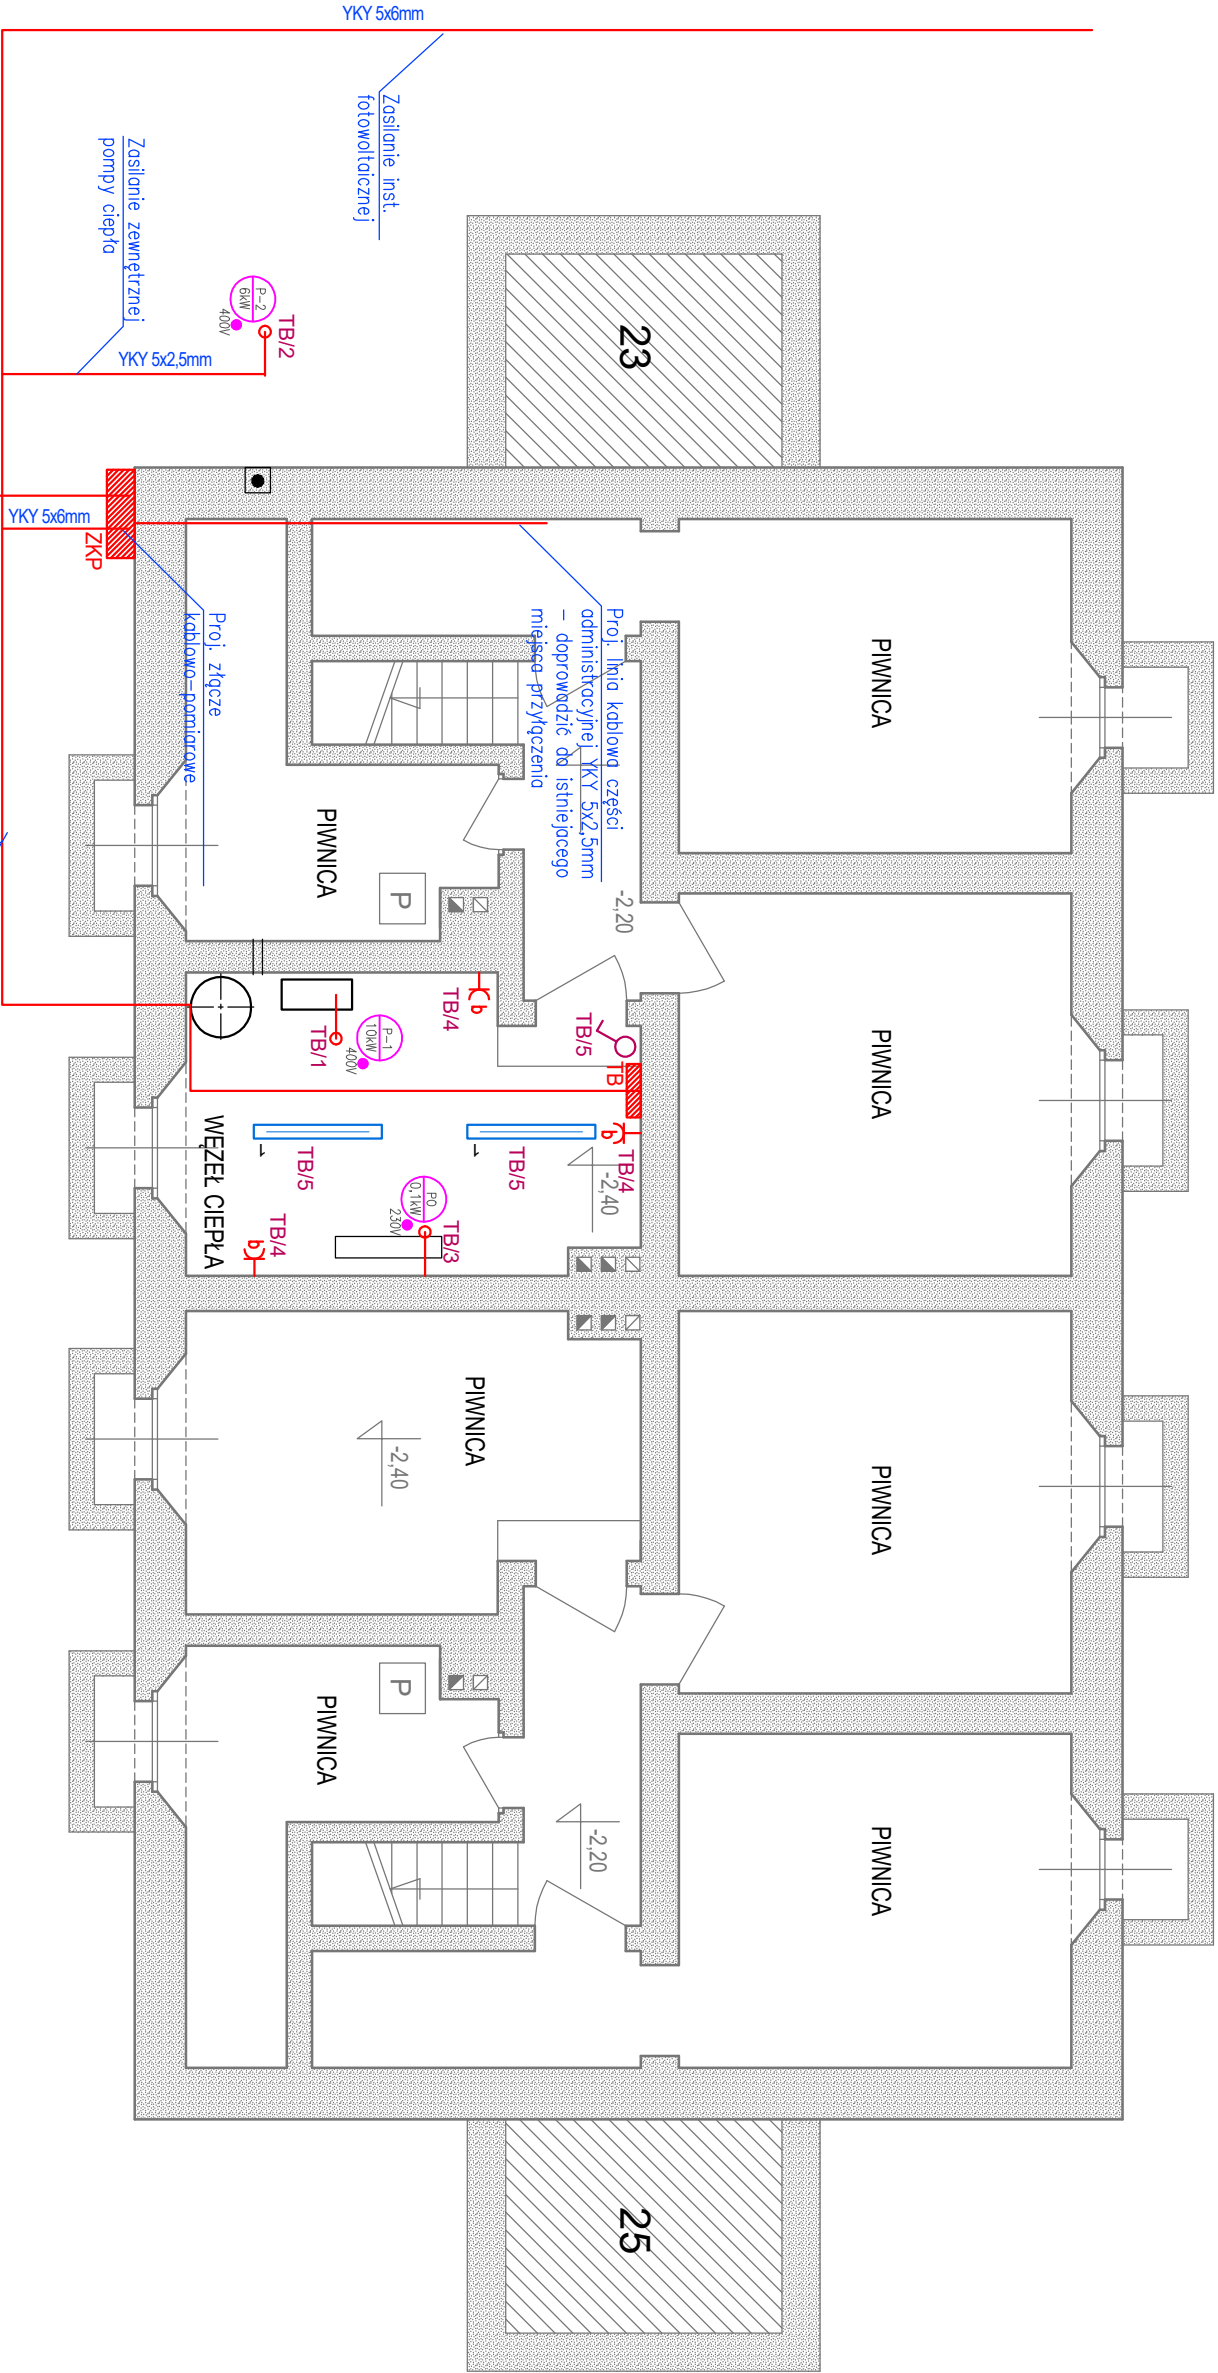 YKY 5x6mm
Zasilanie inst.
fotowoltaicznej
Zasilanie zewnętrznej
pompy ciepła
P-2
6kW
400V
TB/2
YKY 5x2,5mm
23
YKY 5x6mm
ZKP
Proj. złącze
kablowo-pomiarowe
Proj. linia kablowa części
administracyjnej YKY 5x2,5mm
- doprowadzić do istniejącego
miejsca przyłączenia
PIWNICA
PIWNICA
P
-2,20
TB/4
b
TB/5
TB
TB/1
P-1
10kW
400V
PIWNICA
WĘZEŁ CIEPŁA
1
TB/5
1
TB/5
b
TB/4
-2,40
PO
0,1kW
230V
TB/3
TB/4
b
PIWNICA
-2,40
PIWNICA
PIWNICA
P
-2,20
PIWNICA
25